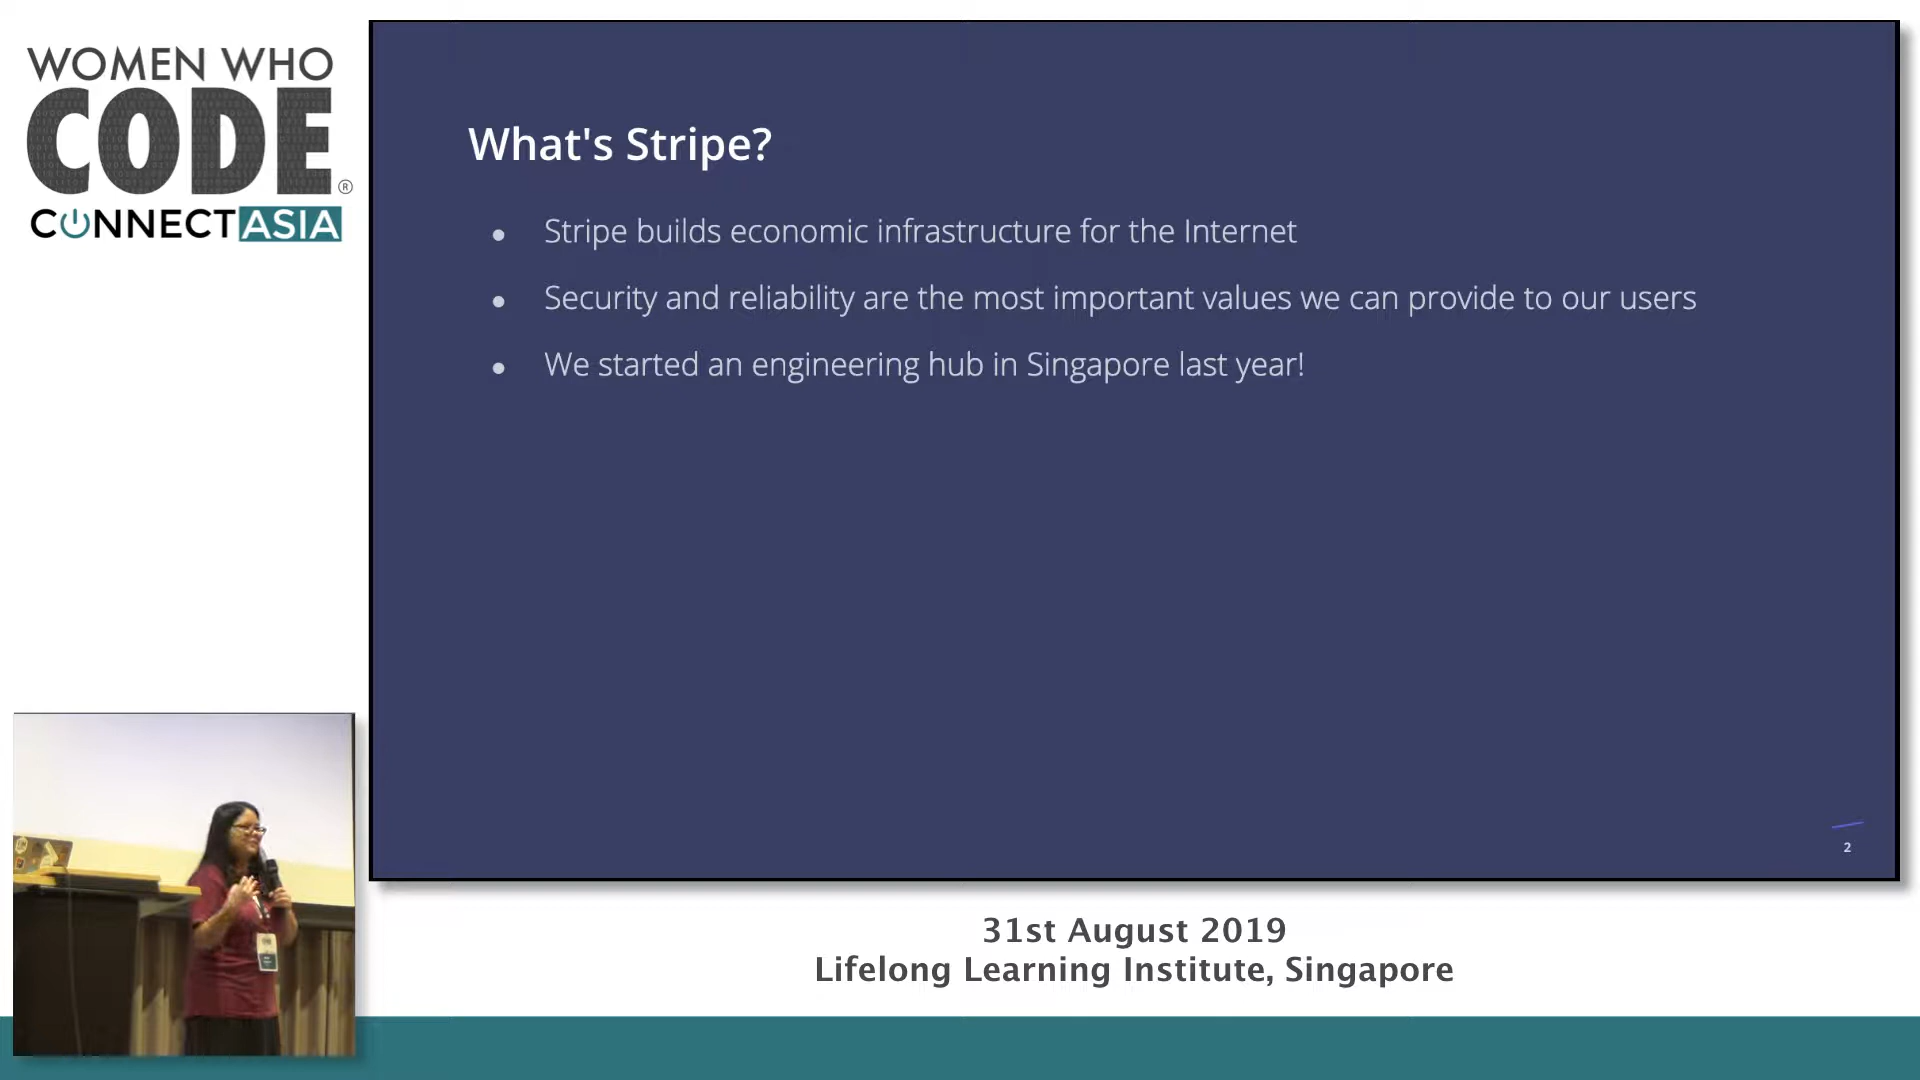 WOMEN WHO
CODE®
CONNECT ASIA
What's Stripe?
● Stripe builds economic infrastructure for the Internet
● Security and reliability are the most important values we can provide to our users
● We started an engineering hub in Singapore last year!
2
31st August 2019
Lifelong Learning Institute, Singapore